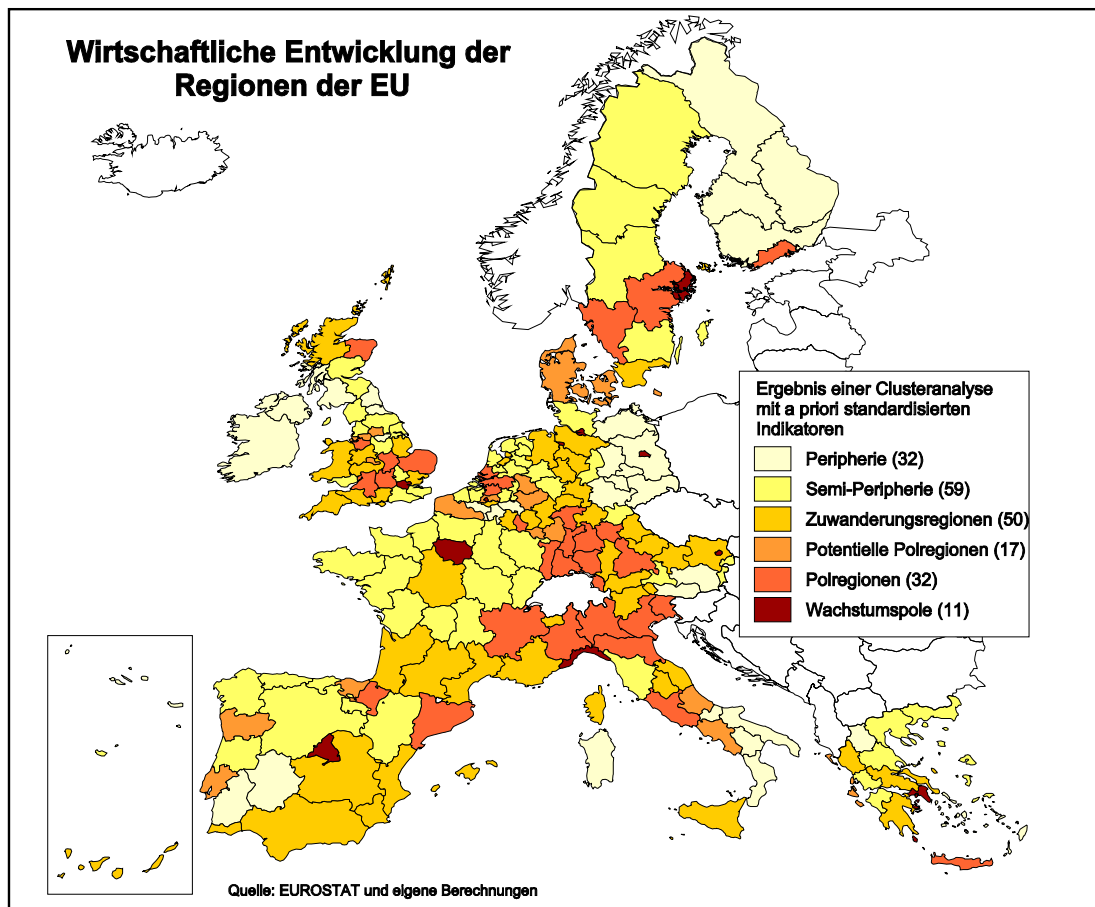 Wirtschaftliche Entwicklung der
Regionen der EU
Ergebnis einer Clusteranalyse
mit a priori standardisierten
Indikatoren
Peripherie (32)
Semi-Peripherie (59)
Zuwanderungsregionen (50)
Potentielle Polregionen (17)
Polregionen (32)
Wachstumspole (11)
Quelle: EUROSTAT und eigene Berechnungen